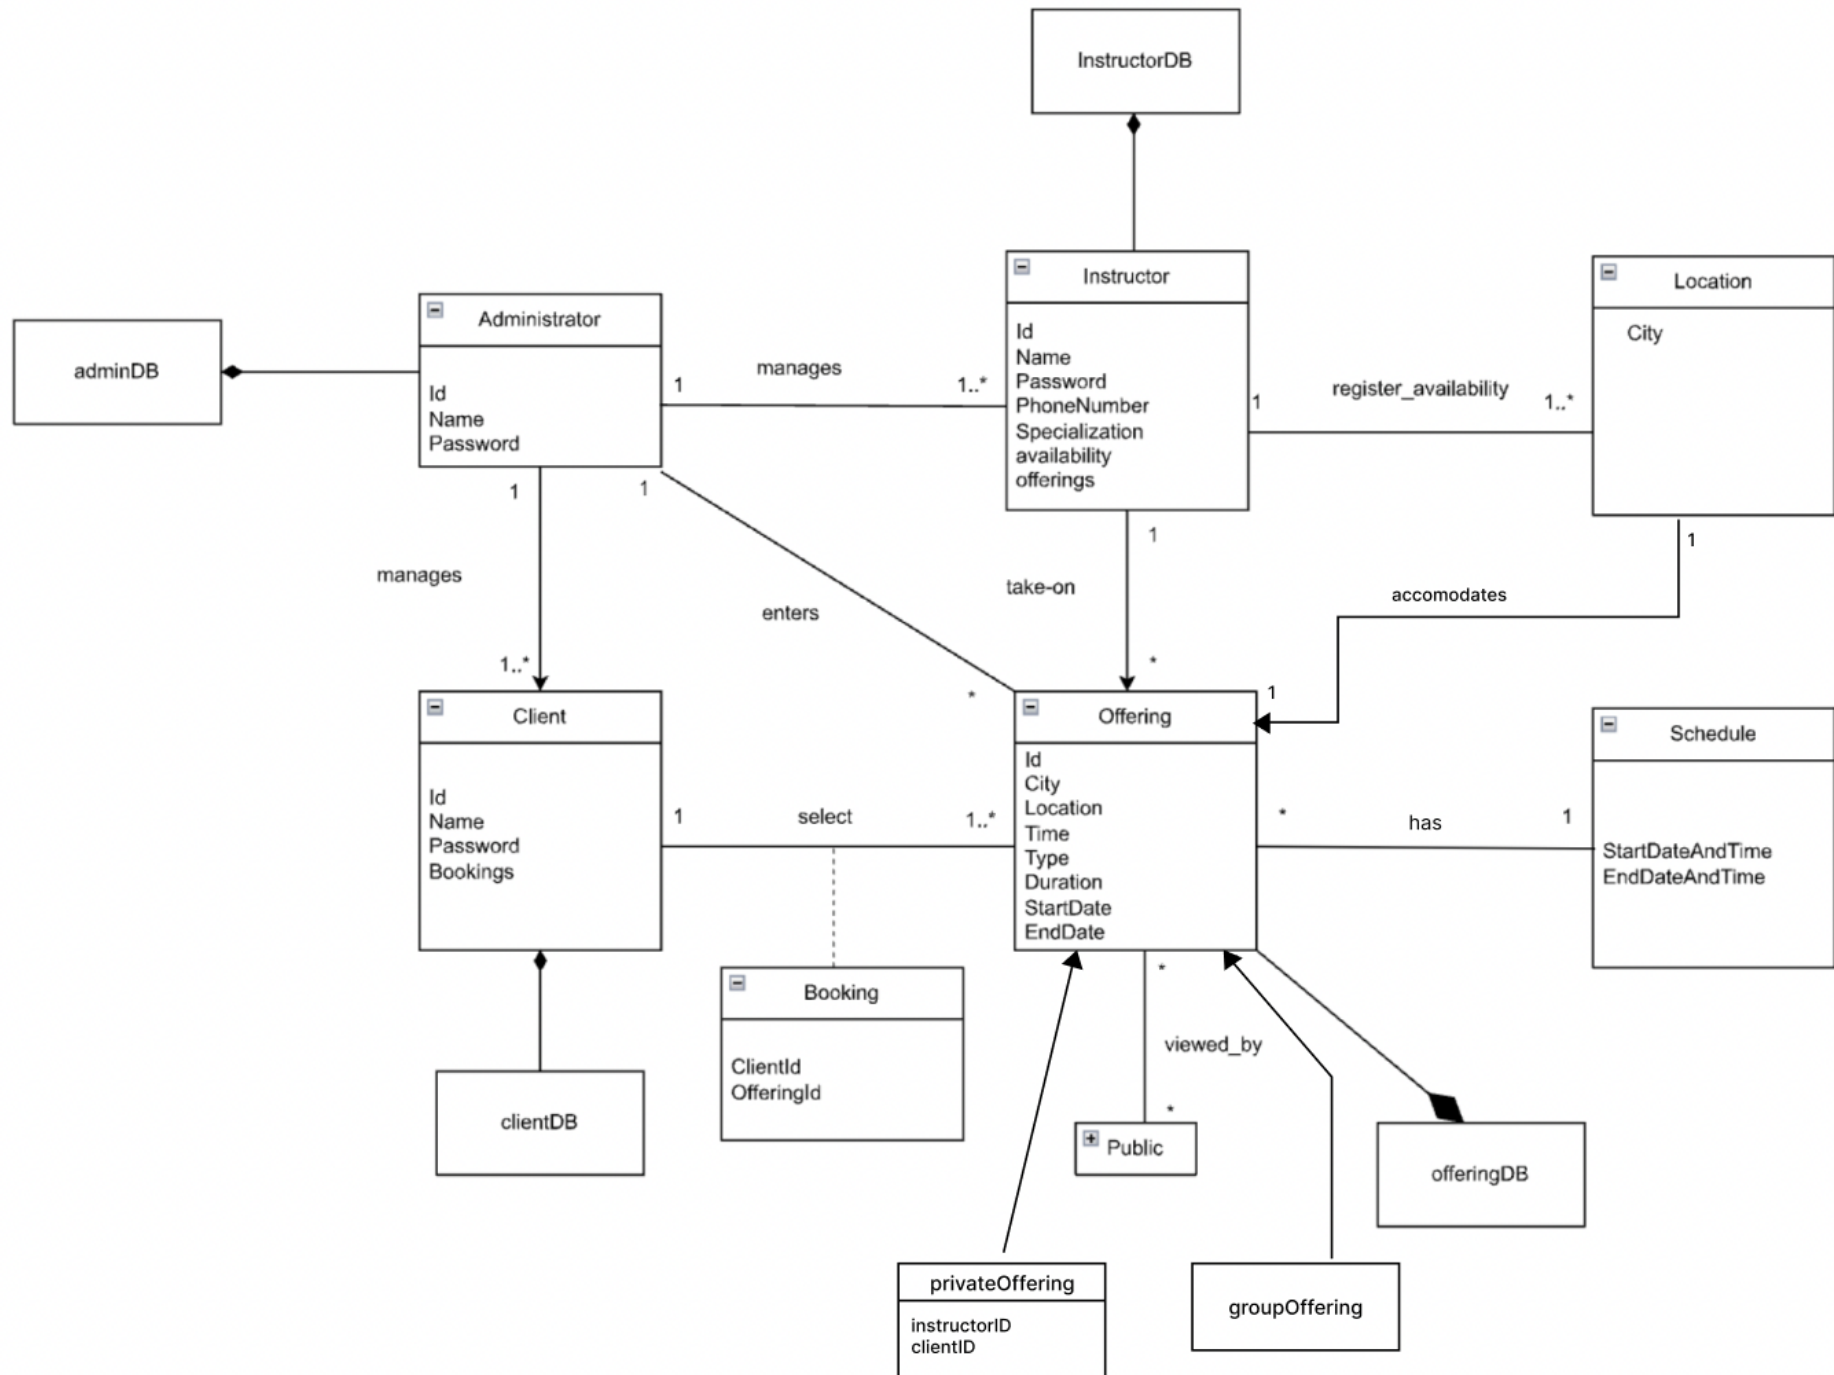 InstructorDB
Instructor
Id
Name
Password
PhoneNumber
Specialization
availability
offerings
Location
City
Administrator
Id
Name
Password
adminDB
manages
1
1..*
register_availability
1
1..*
1
manages
1..*
1
enters
*
1
take-on
*
1
accomodates
1
Client
Id
Name
Password
Bookings
1
select
1..*
Offering
Id
City
Location
Time
Type
Duration
StartDate
EndDate
*
has
1
Schedule
StartDateAndTime
EndDateAndTime
Booking
ClientId
OfferingId
*
viewed_by
*
Public
clientDB
offeringDB
privateOffering
instructorID
clientID
groupOffering